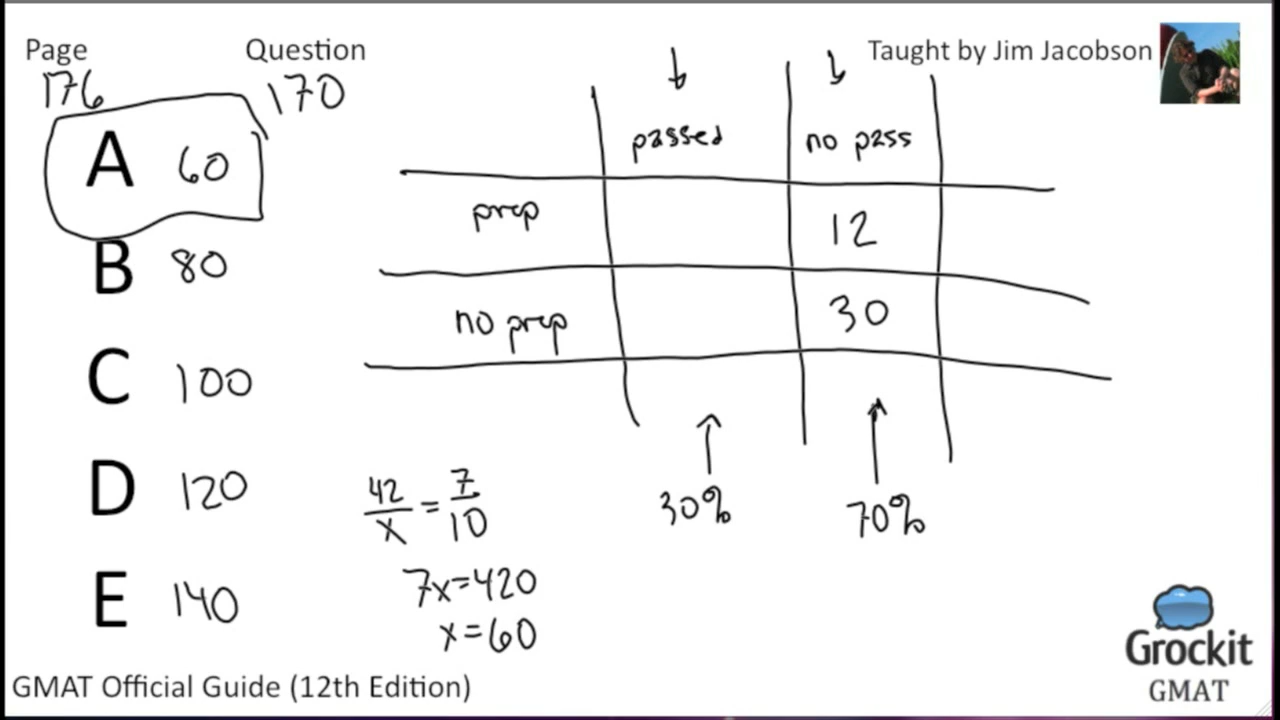 Page Question Taught by Jim Jacobson
176 170
A 60
B 80
C 100
D 120
E 140
passed no pass
prep 12
no prep 30
30% 70%
42/x = 7/10
7x=420
x=60
GMAT Official Guide (12th Edition)
Grockit
GMAT